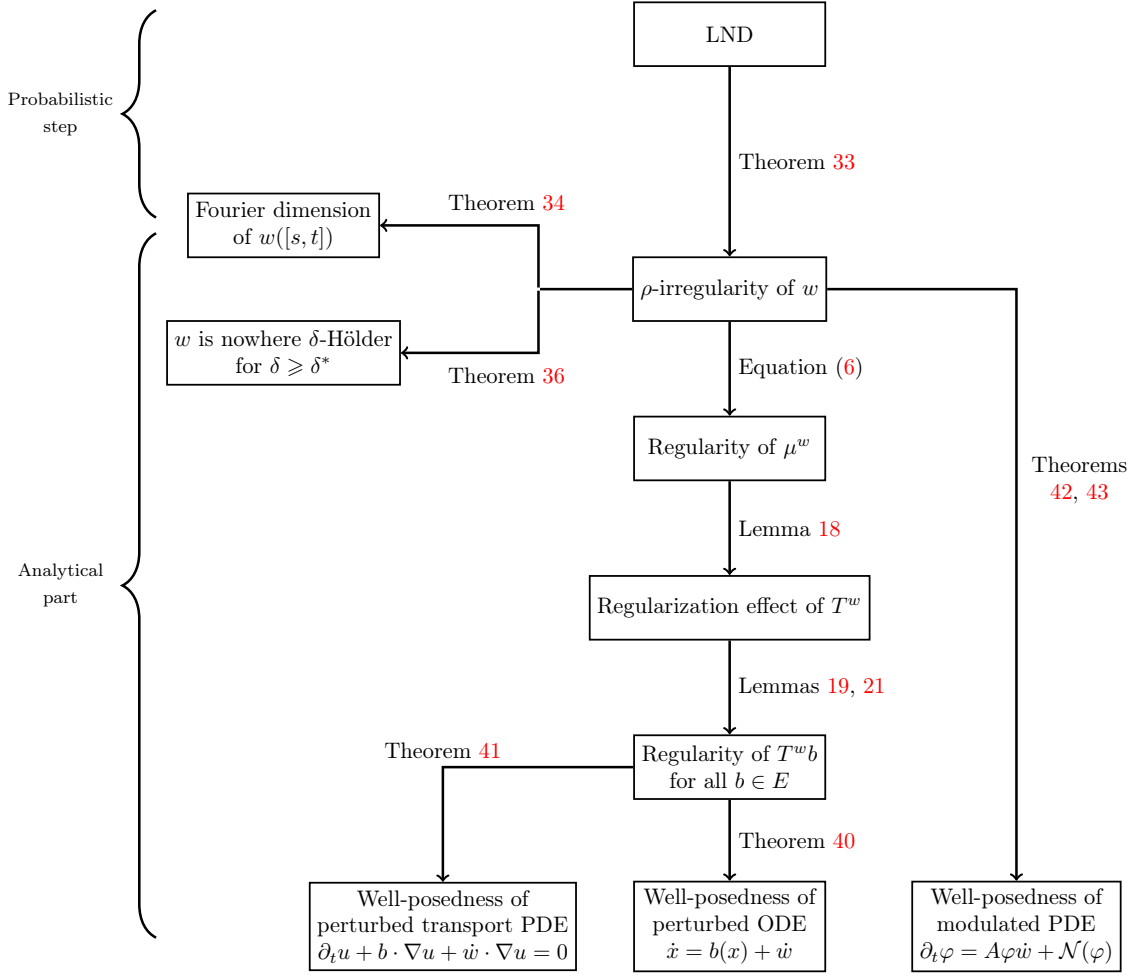 LND
Probabilistic
step
Theorem 33
Theorem 34
Fourier dimension
of w([s, t])
ρ-irregularity of w
w is nowhere δ-Hölder
for δ ⩾ δ*
Theorem 36
Equation (6)
Regularity of μ^w
Theorems
42, 43
Lemma 18
Analytical
part
Regularization effect of T^w
Lemmas 19, 21
Theorem 41
Regularity of T^w b
for all b ∈ E
Theorem 40
Well-posedness of
perturbed transport PDE
∂_t u + b · ∇u + ẇ · ∇u = 0
Well-posedness of
perturbed ODE
ẋ = b(x) + ẇ
Well-posedness of
modulated PDE
∂_t φ = Aφẇ + 𝒩(φ)